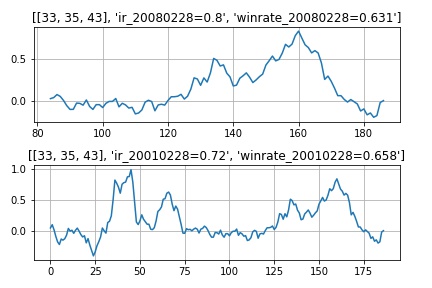 [[33, 35, 43], 'ir_20080228=0.8', 'winrate_20080228=0.631']
0.5
0.0
80 100 120 140 160 180
[[33, 35, 43], 'ir_20010228=0.72', 'winrate_20010228=0.658']
1.0
0.5
0.0
0 25 50 75 100 125 150 175